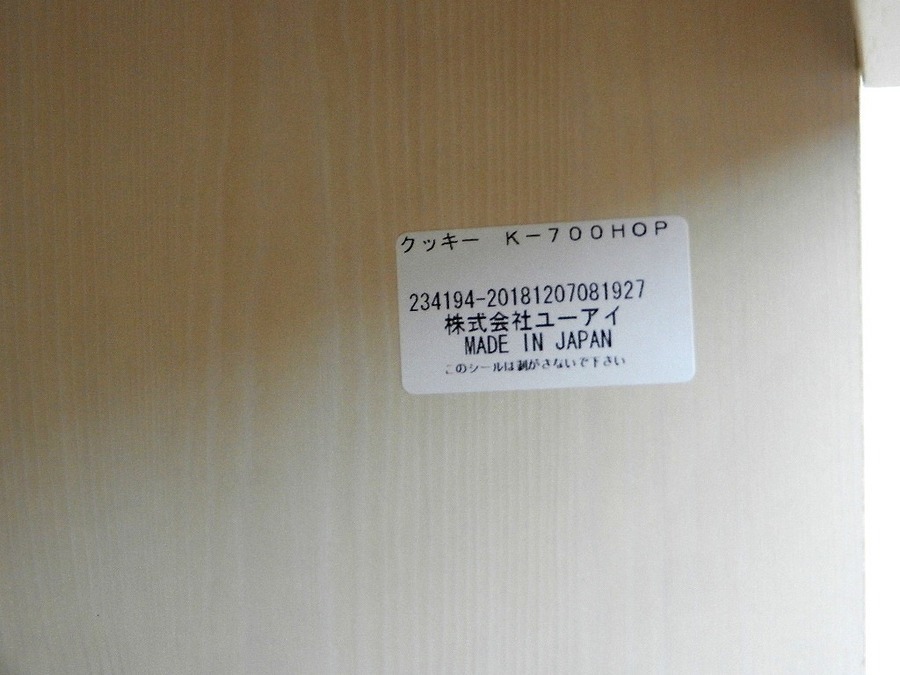 クッキー　K－７００HOP
234194-20181207081927
株式会社ユーアイ
MADE IN JAPAN
このシールは剥がさないで下さい